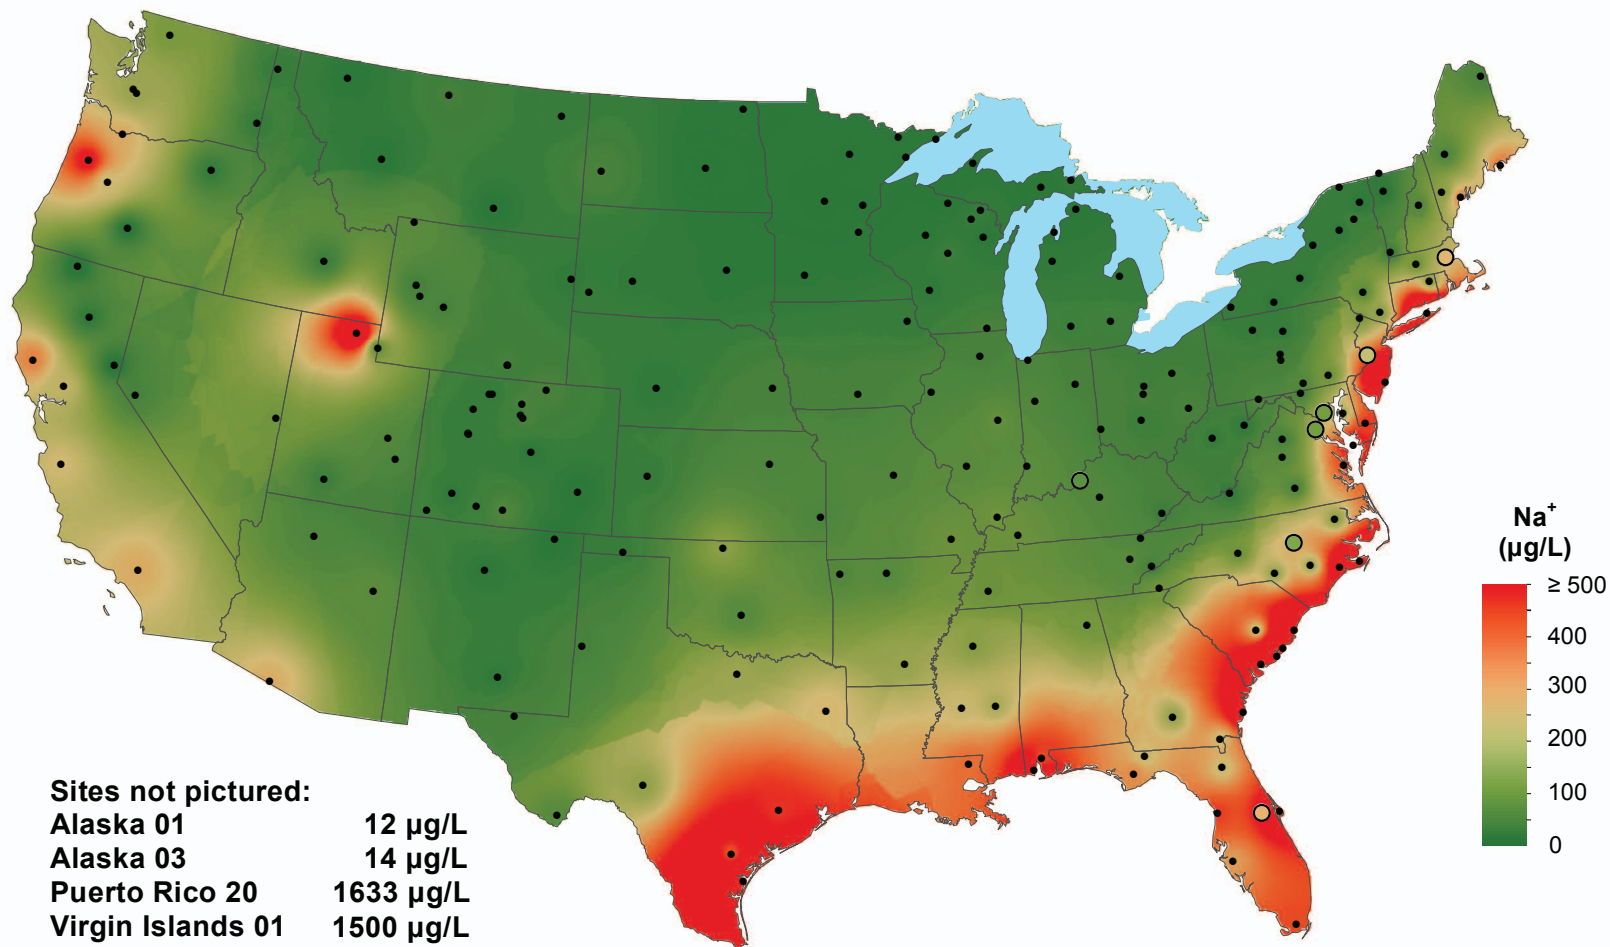 Na⁺
(µg/L)
≥ 500
400
300
200
100
0
Sites not pictured:
Alaska 01 12 µg/L
Alaska 03 14 µg/L
Puerto Rico 20 1633 µg/L
Virgin Islands 01 1500 µg/L